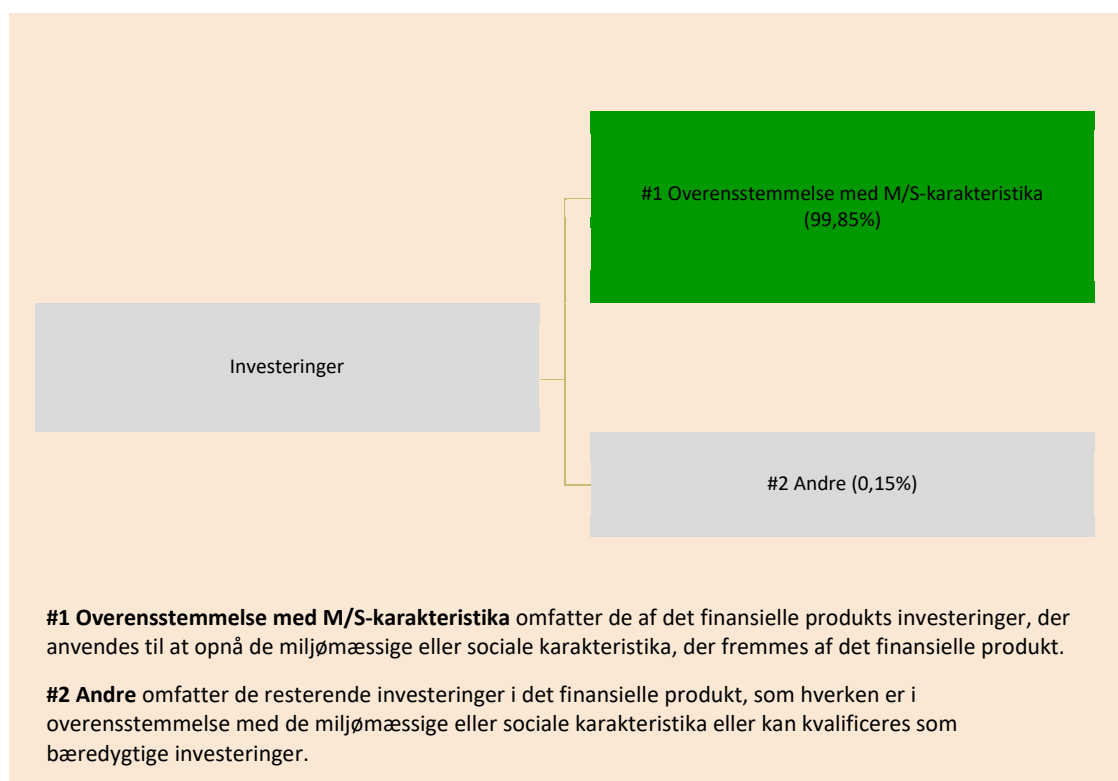 #1 Overensstemmelse med M/S-karakteristika
(99,85%)
Investeringer
#2 Andre (0,15%)
#1 Overensstemmelse med M/S-karakteristika omfatter de af det finansielle produkts investeringer, der
anvendes til at opnå de miljømæssige eller sociale karakteristika, der fremmes af det finansielle produkt.
#2 Andre omfatter de resterende investeringer i det finansielle produkt, som hverken er i
overensstemmelse med de miljømæssige eller sociale karakteristika eller kan kvalificeres som
bæredygtige investeringer.